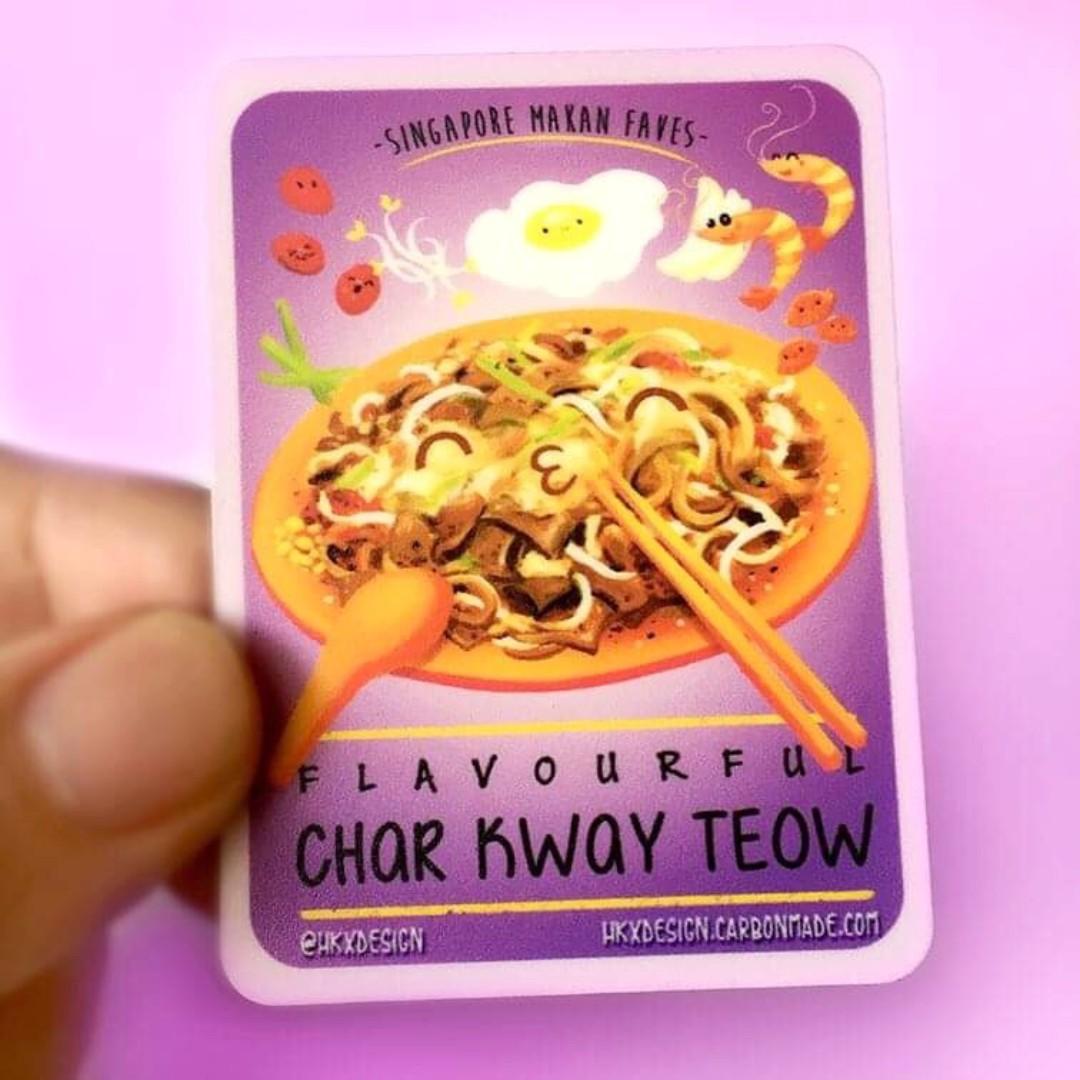 -SINGAPORE MAKAN FAVES-
FLAVOURFUL
CHAR KWAY TEOW
@HKXDESIGN
HKXDESIGN.CARBONMADE.COM